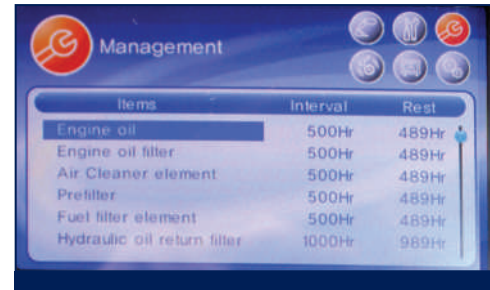 Management
Items Interval Rest
Engine oil 500Hr 489Hr
Engine oil filter 500Hr 489Hr
Air Cleaner element 500Hr 489Hr
Prefilter 500Hr 489Hr
Fuel filter element 500Hr 489Hr
Hydraulic oil return filter 1000Hr 989Hr